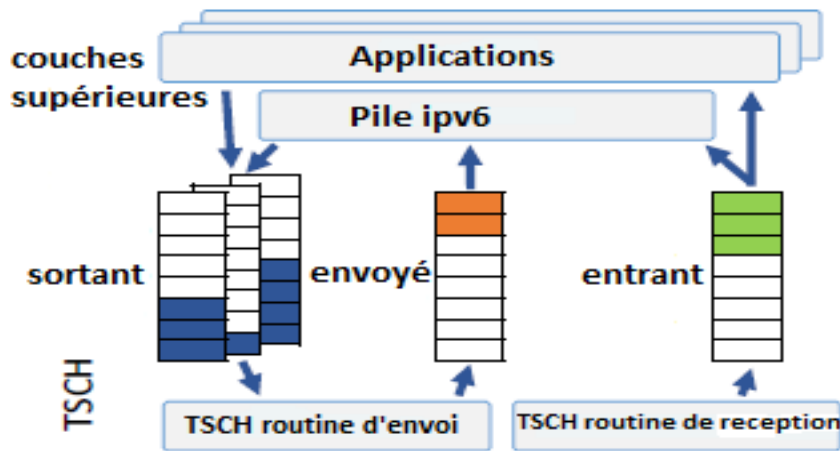 couches
supérieures
Applications
Pile ipv6
sortant
envoyé
entrant
TSCH
TSCH routine d'envoi
TSCH routine de reception